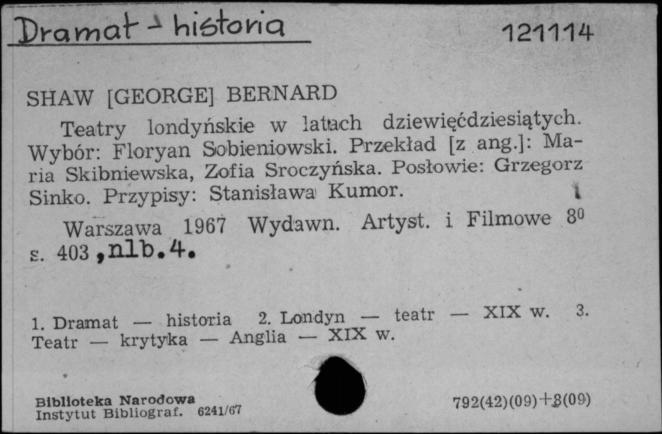 Dramat - historia
121114
SHAW [GEORGE] BERNARD
Teatry londyńskie w latach dziewięćdziesiątych.
Wybór: Floryan Sobieniowski. Przekład [z ang.]: Ma-
ria Skibniewska, Zofia Sroczyńska. Posłowie: Grzegorz
Sinko. Przypisy: Stanisława Kumor.
Warszawa 1967 Wydawn. Artyst. i Filmowe 8⁰
s. 403, nlb. 4.
1. Dramat — historia 2. Londyn — teatr — XIX w. 3.
Teatr — krytyka — Anglia — XIX w.
Biblioteka Narodowa
Instytut Bibliograf. 6241/67
792(42)(09)+8(09)